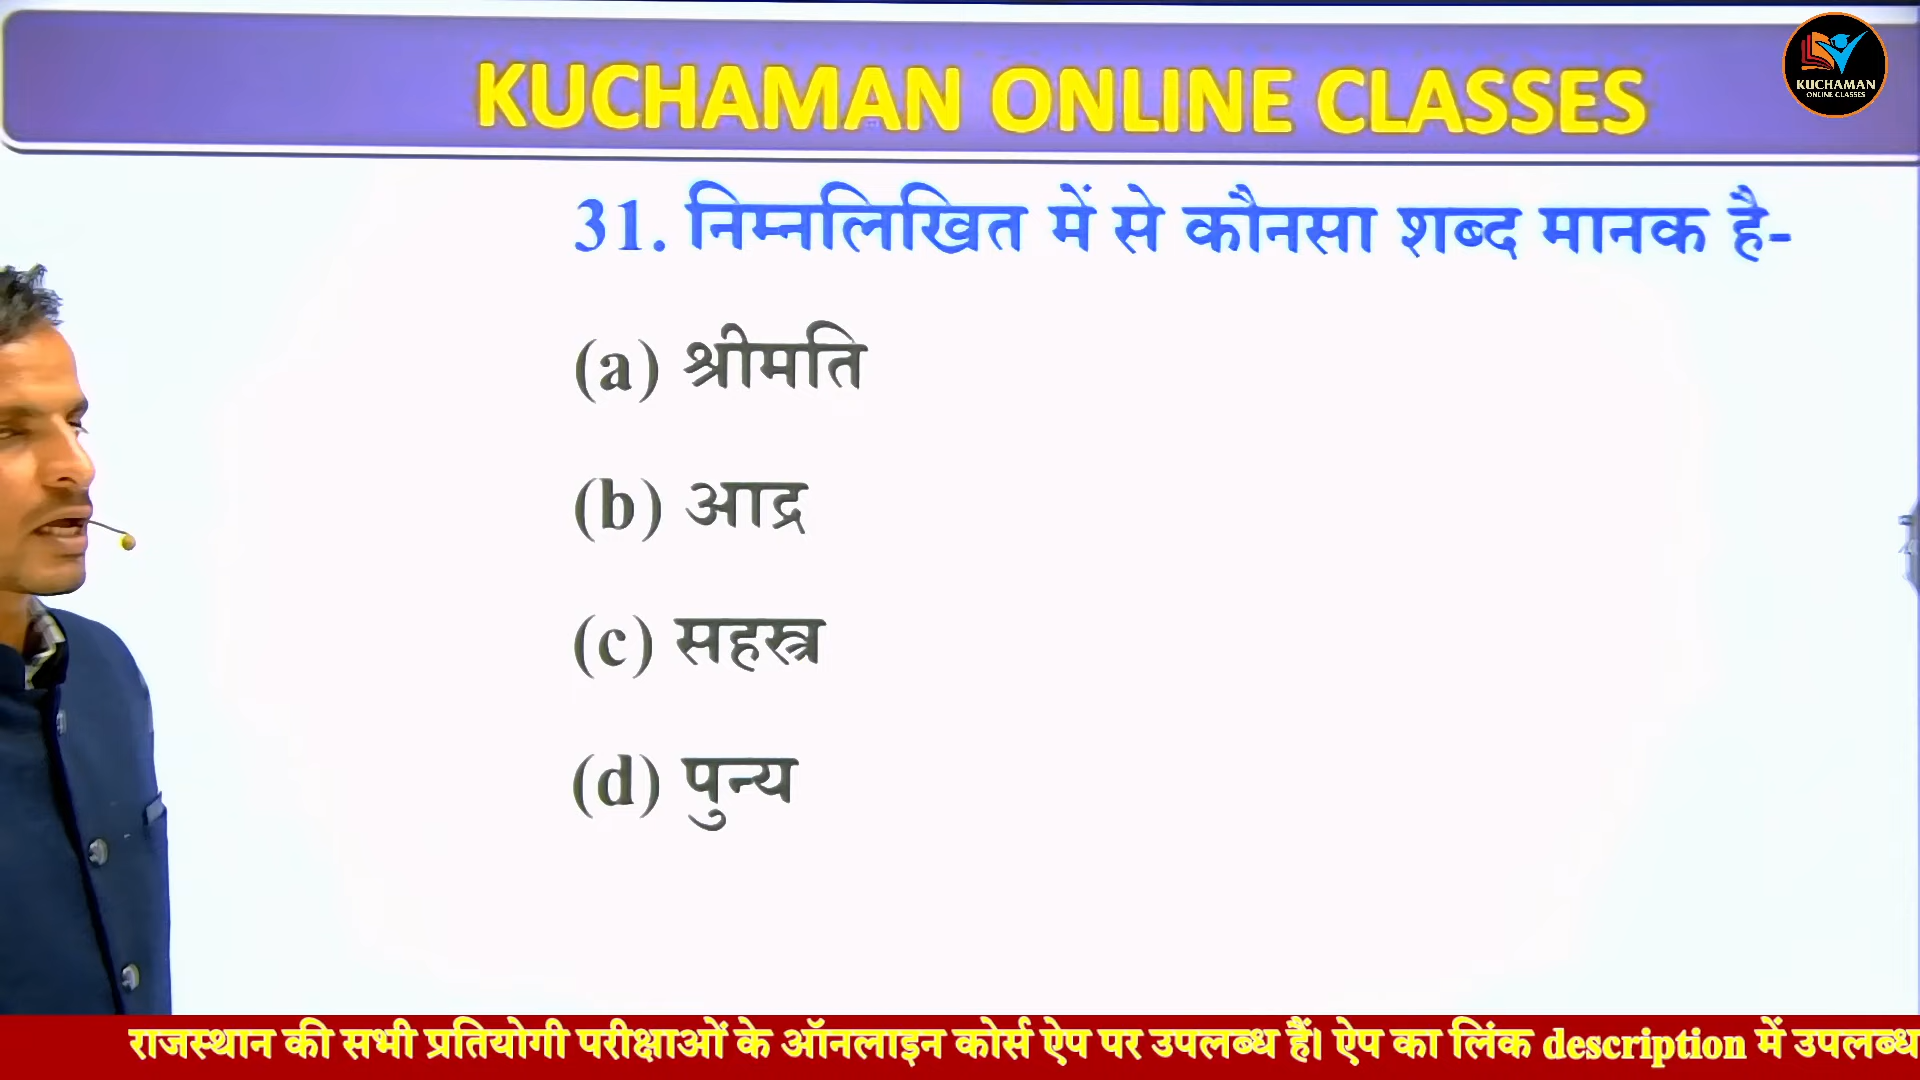 KUCHAMAN ONLINE CLASSES
KUCHAMAN
ONLINE CLASSES
31. निम्नलिखित में से कौनसा शब्द मानक है-
(a) श्रीमति
(b) आद्र
(c) सहस्त्र
(d) पुन्य
राजस्थान की सभी प्रतियोगी परीक्षाओं के ऑनलाइन कोर्स ऐप पर उपलब्ध हैं। ऐप का लिंक description में उपलब्ध